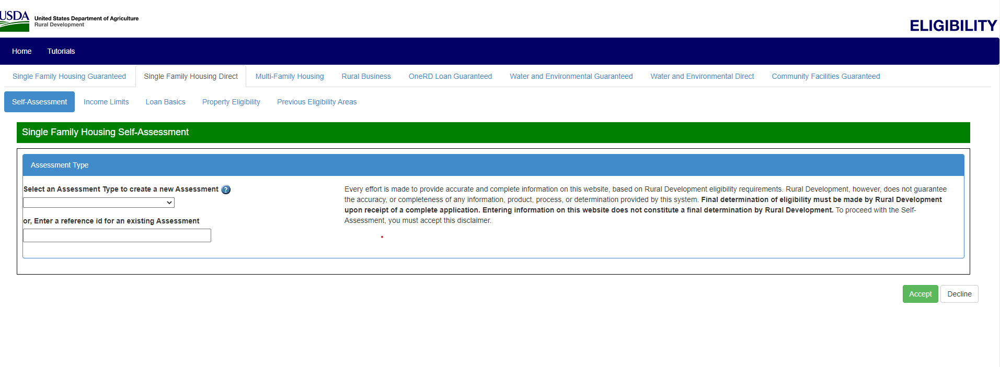 USDA
United States Department of Agriculture
Rural Development
ELIGIBILITY
Home Tutorials
Single Family Housing Guaranteed Single Family Housing Direct Multi-Family Housing Rural Business OneRD Loan Guaranteed Water and Environmental Guaranteed Water and Environmental Direct Community Facilities Guaranteed
Self-Assessment Income Limits Loan Basics Property Eligibility Previous Eligibility Areas
Single Family Housing Self-Assessment
Assessment Type
Select an Assessment Type to create a new Assessment ?
or, Enter a reference id for an existing Assessment
Every effort is made to provide accurate and complete information on this website, based on Rural Development eligibility requirements. Rural Development, however, does not guarantee
the accuracy, or completeness of any information, product, process, or determination provided by this system. Final determination of eligibility must be made by Rural Development
upon receipt of a complete application. Entering information on this website does not constitute a final determination by Rural Development. To proceed with the Self-
Assessment, you must accept this disclaimer.
Accept Decline